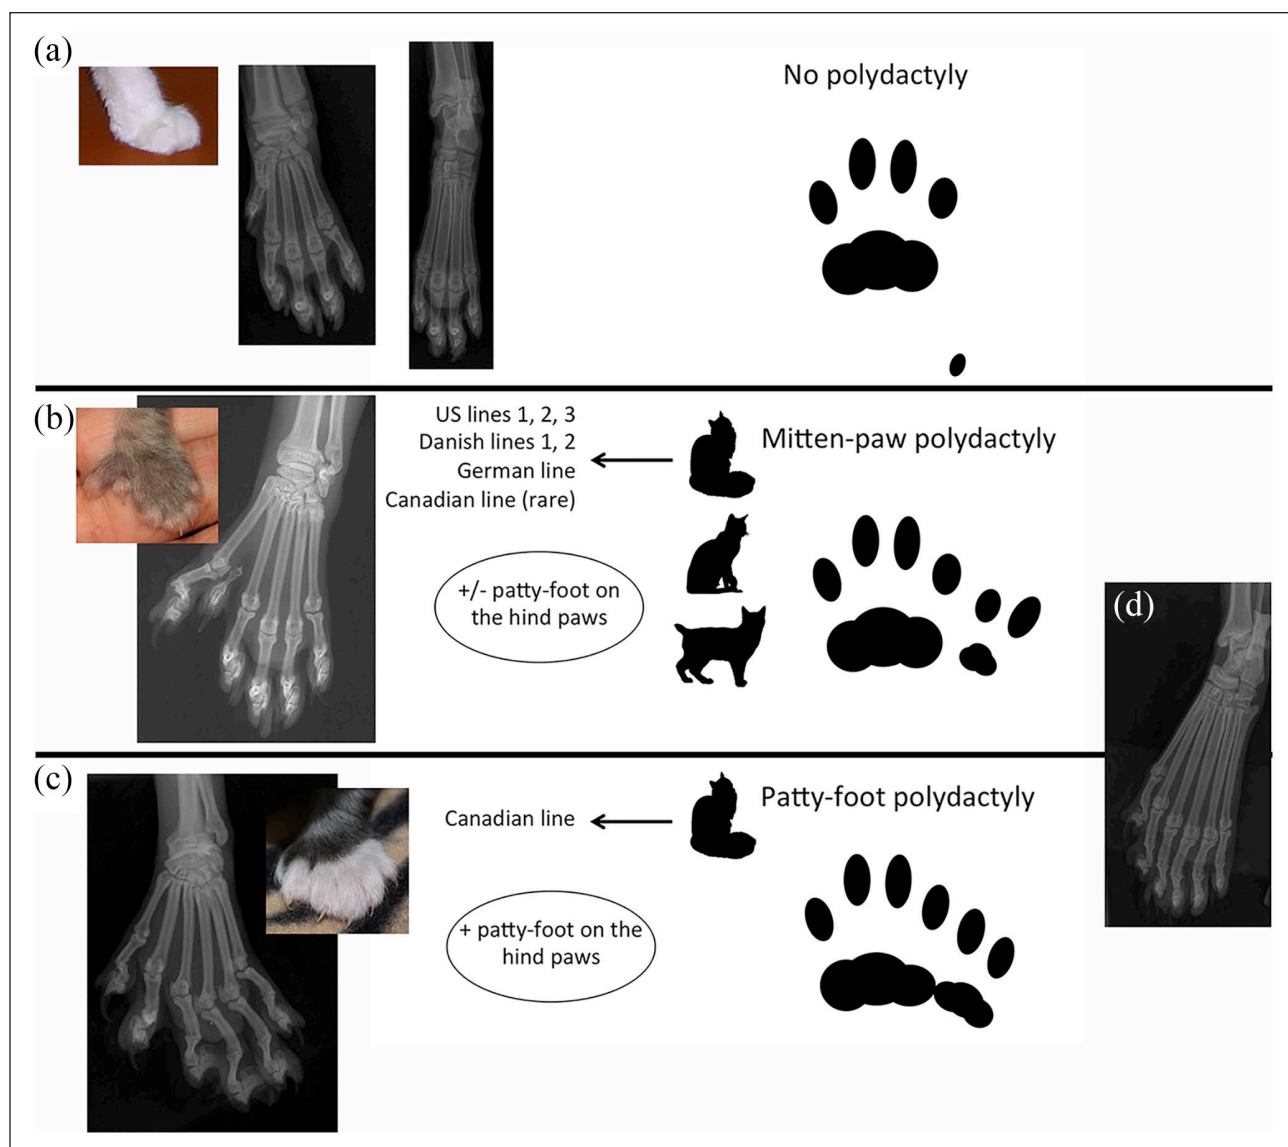 (a)
No polydactyly
(b)
US lines 1, 2, 3
Danish lines 1, 2
German line
Canadian line (rare)
Mitten-paw polydactyly
+/- patty-foot on
the hind paws
(d)
(c)
Canadian line
Patty-foot polydactyly
+ patty-foot on the
hind paws